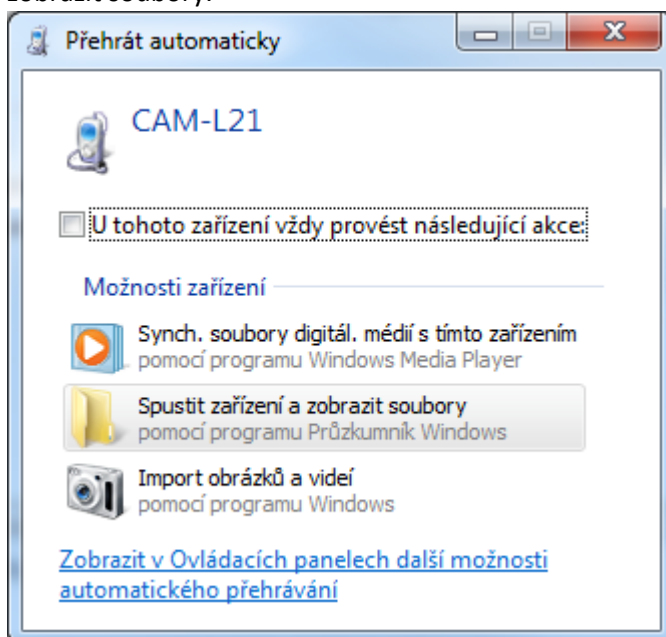 zobrazit soubory.
Přehrát automaticky
CAM-L21
U tohoto zařízení vždy provést následující akce:
Možnosti zařízení
Synch. soubory digitál. médií s tímto zařízením
pomocí programu Windows Media Player
Spustit zařízení a zobrazit soubory
pomocí programu Průzkumník Windows
Import obrázků a videí
pomocí programu Windows
Zobrazit v Ovládacích panelech další možnosti
automatického přehrávání